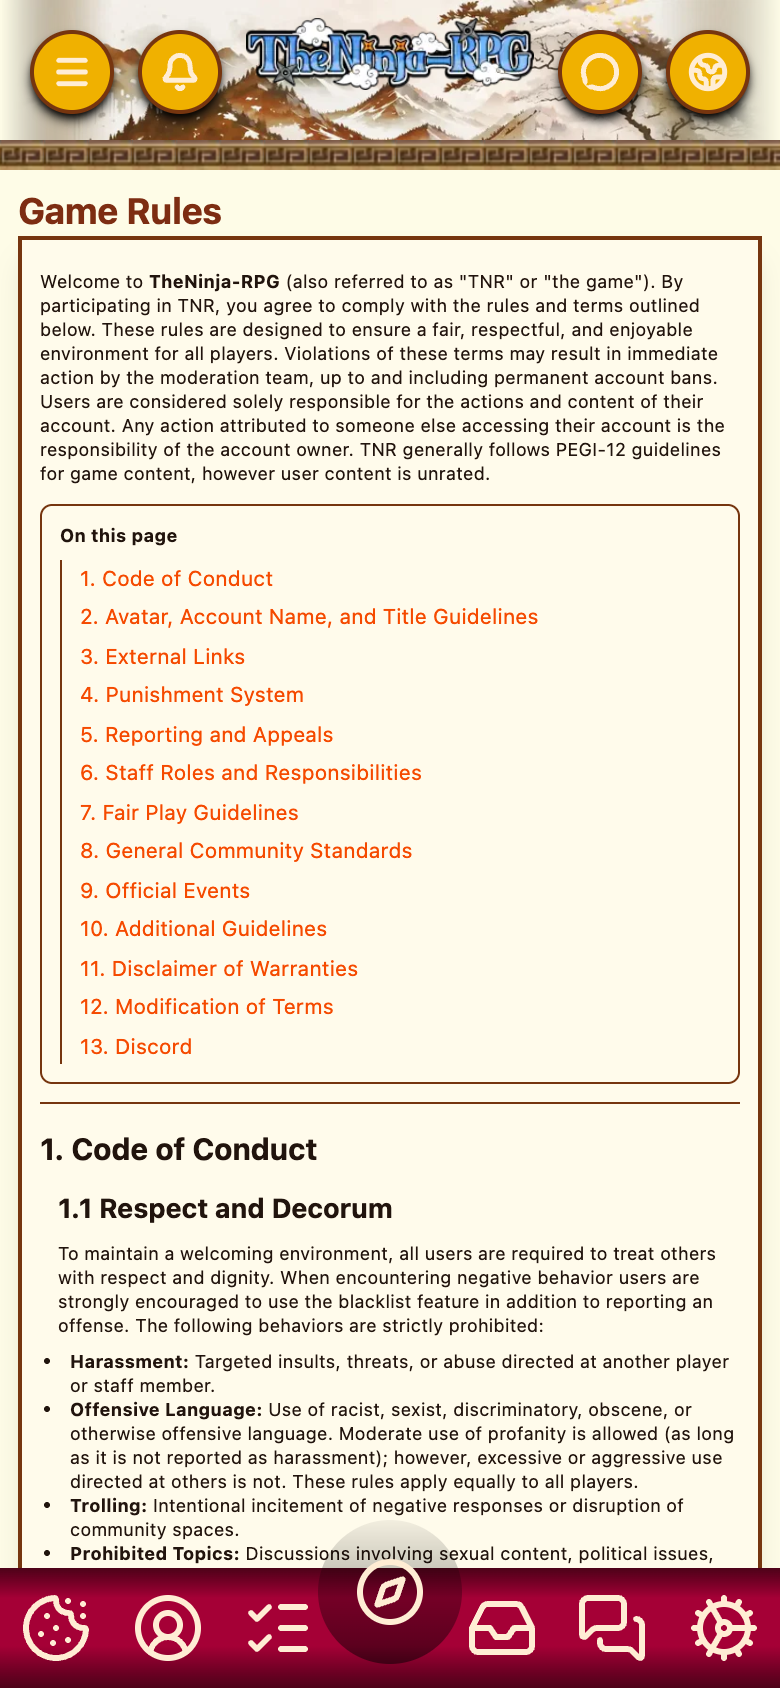 TheNinja-RPG
Game Rules
Welcome to TheNinja-RPG (also referred to as "TNR" or "the game"). By
participating in TNR, you agree to comply with the rules and terms outlined
below. These rules are designed to ensure a fair, respectful, and enjoyable
environment for all players. Violations of these terms may result in immediate
action by the moderation team, up to and including permanent account bans.
Users are considered solely responsible for the actions and content of their
account. Any action attributed to someone else accessing their account is the
responsibility of the account owner. TNR generally follows PEGI-12 guidelines
for game content, however user content is unrated.
On this page
1. Code of Conduct
2. Avatar, Account Name, and Title Guidelines
3. External Links
4. Punishment System
5. Reporting and Appeals
6. Staff Roles and Responsibilities
7. Fair Play Guidelines
8. General Community Standards
9. Official Events
10. Additional Guidelines
11. Disclaimer of Warranties
12. Modification of Terms
13. Discord
1. Code of Conduct
1.1 Respect and Decorum
To maintain a welcoming environment, all users are required to treat others
with respect and dignity. When encountering negative behavior users are
strongly encouraged to use the blacklist feature in addition to reporting an
offense. The following behaviors are strictly prohibited:
• Harassment: Targeted insults, threats, or abuse directed at another player
or staff member.
• Offensive Language: Use of racist, sexist, discriminatory, obscene, or
otherwise offensive language. Moderate use of profanity is allowed (as long
as it is not reported as harassment); however, excessive or aggressive use
directed at others is not. These rules apply equally to all players.
• Trolling: Intentional incitement of negative responses or disruption of
community spaces.
• Prohibited Topics: Discussions involving sexual content, political issues,